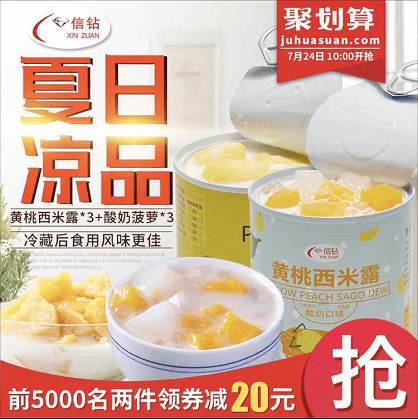 信钻
XIN ZUAN
聚划算
juhuasuan.com
7月24日 10:00开抢
夏日
凉品
黄桃西米露*3+酸奶菠萝*3
冷藏后食用风味更佳
信钻
黄桃西米露
OW PEACH SAGO DEW
酸奶口味
前5000名两件领券减20元
抢